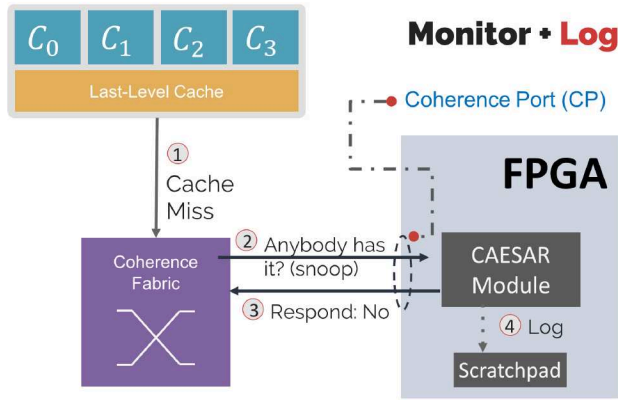 C0 C1 C2 C3
Monitor + Log
Last-Level Cache
Coherence Port (CP)
1
Cache
Miss
FPGA
Coherence
Fabric
2 Anybody has
it? (snoop)
3 Respond: No
CAESAR
Module
4 Log
Scratchpad